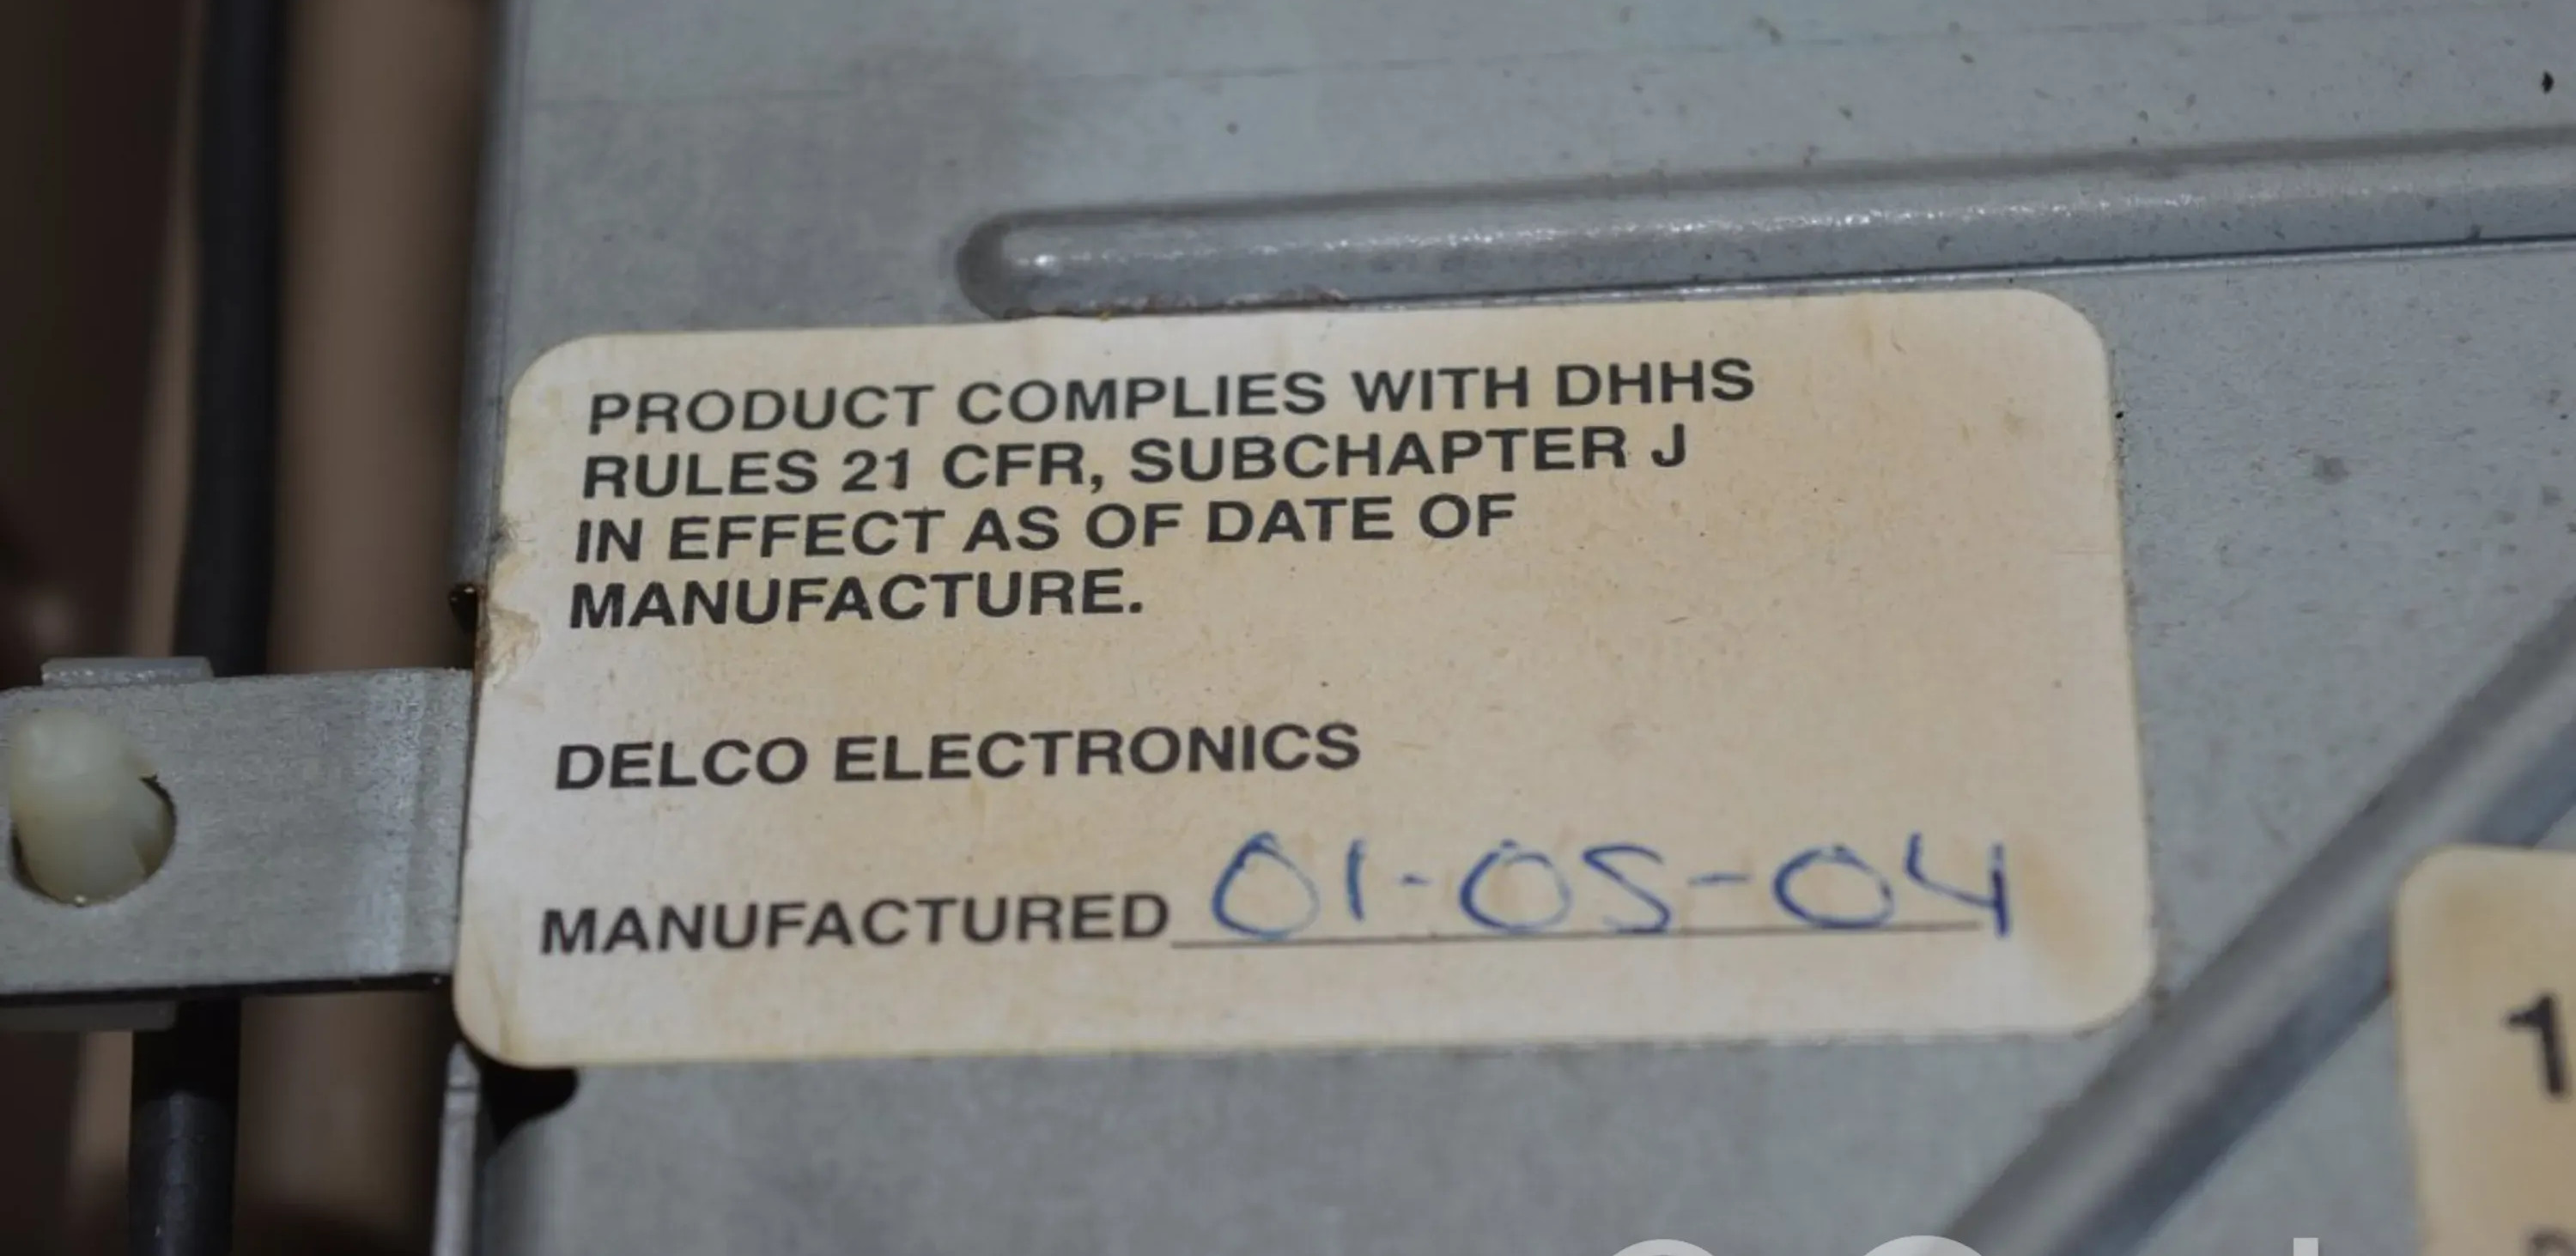 PRODUCT COMPLIES WITH DHHS
RULES 21 CFR, SUBCHAPTER J
IN EFFECT AS OF DATE OF
MANUFACTURE.
DELCO ELECTRONICS
MANUFACTURED 01-05-04
1